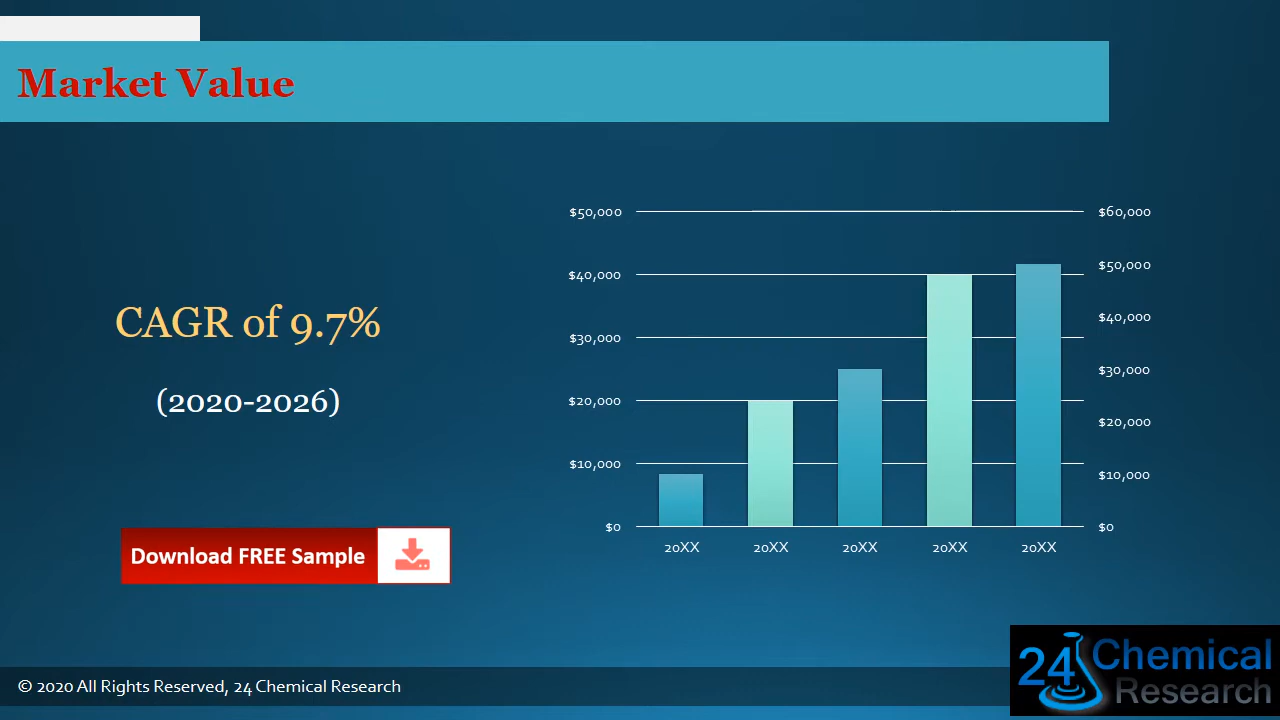 Market Value
CAGR of 9.7%
(2020-2026)
Download FREE Sample
$50,000
$40,000
$30,000
$20,000
$10,000
$0
$60,000
$50,000
$40,000
$30,000
$20,000
$10,000
$0
20XX 20XX 20XX 20XX 20XX
© 2020 All Rights Reserved, 24 Chemical Research
24 Chemical
Research